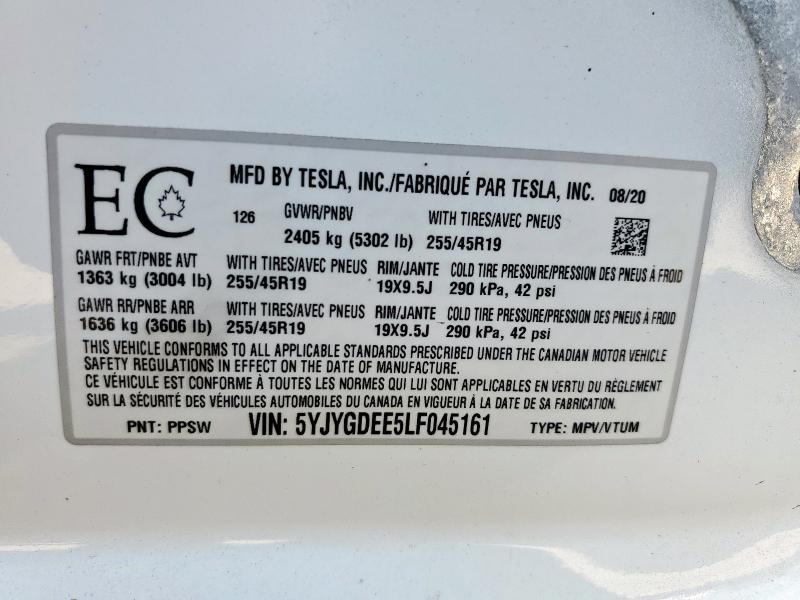 EC MFD BY TESLA, INC./FABRIQUÉ PAR TESLA, INC. 08/20
126 GVWR/PNBV WITH TIRES/AVEC PNEUS
2405 kg (5302 lb) 255/45R19
GAWR FRT/PNBE AVT WITH TIRES/AVEC PNEUS RIM/JANTE COLD TIRE PRESSURE/PRESSION DES PNEUS À FROID
1363 kg (3004 lb) 255/45R19 19X9.5J 290 kPa, 42 psi
GAWR RR/PNBE ARR WITH TIRES/AVEC PNEUS RIM/JANTE COLD TIRE PRESSURE/PRESSION DES PNEUS À FROID
1636 kg (3606 lb) 255/45R19 19X9.5J 290 kPa, 42 psi
THIS VEHICLE CONFORMS TO ALL APPLICABLE STANDARDS PRESCRIBED UNDER THE CANADIAN MOTOR VEHICLE
SAFETY REGULATIONS IN EFFECT ON THE DATE OF MANUFACTURE.
CE VÉHICULE EST CONFORME À TOUTES LES NORMES QUI LUI SONT APPLICABLES EN VERTU DU RÈGLEMENT
SUR LA SÉCURITÉ DES VÉHICULES AUTOMOBILES DU CANADA EN VIGUEUR À LA DATE DE SA FABRICATION.
PNT: PPSW VIN: 5YJYGDEE5LF045161 TYPE: MPV/VTUM